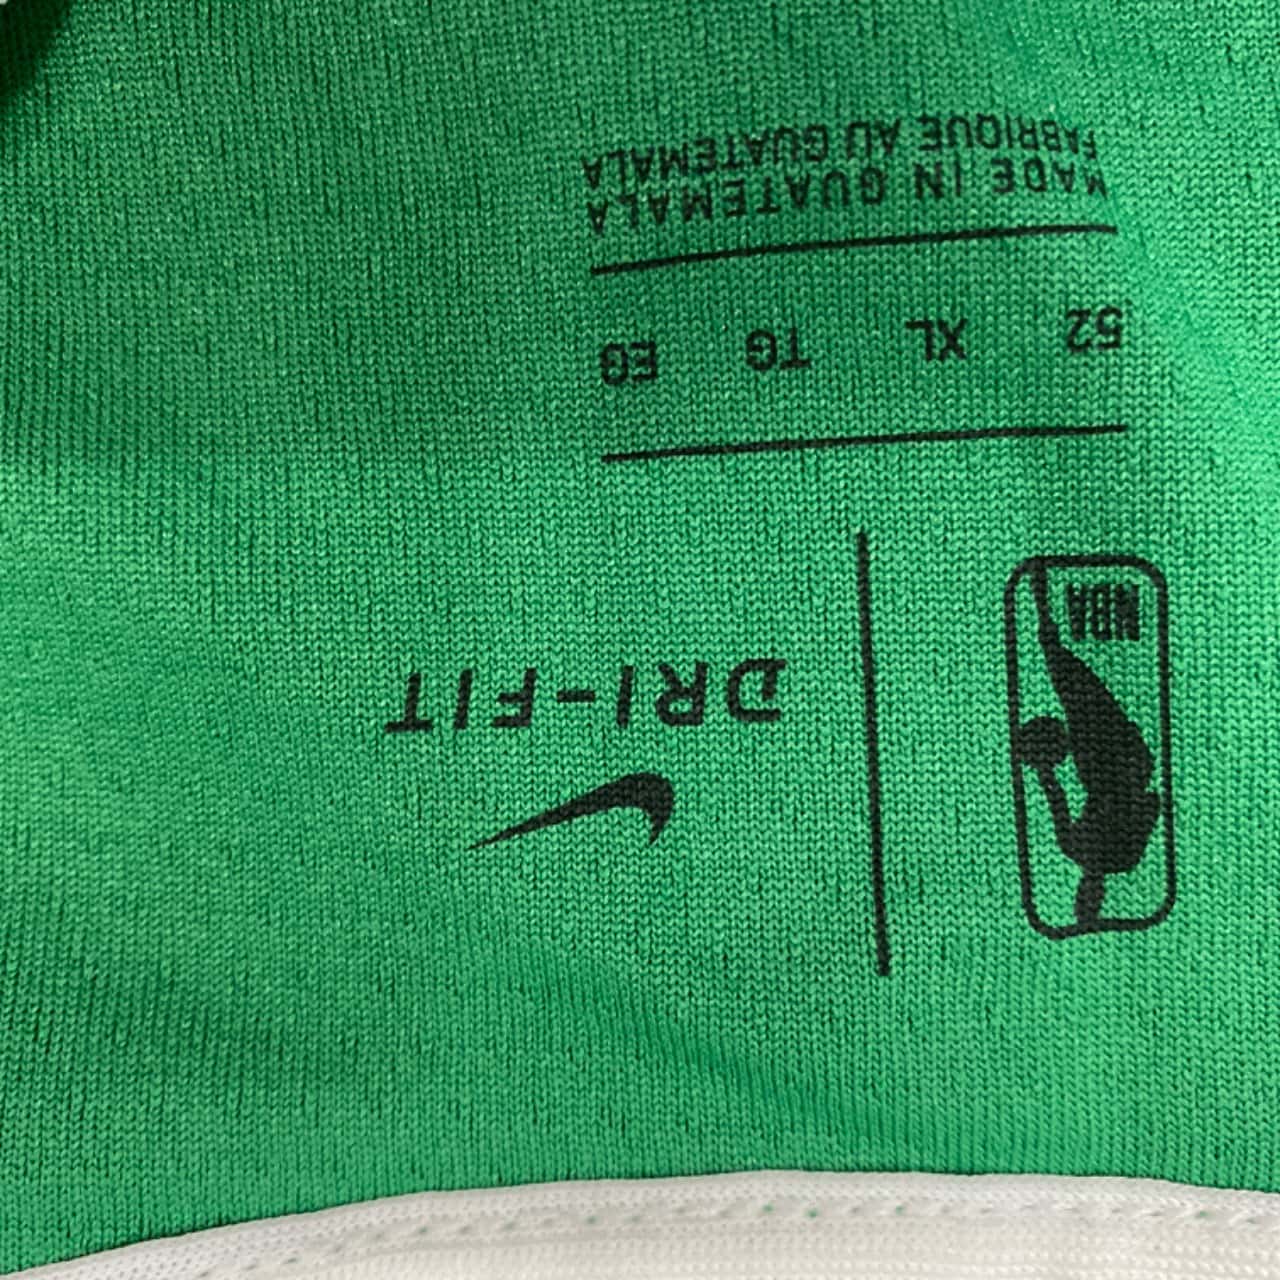 NBA
DRI-FIT
52 XL TG EG
MADE IN GUATEMALA
FABRIQUE AU GUATEMALA